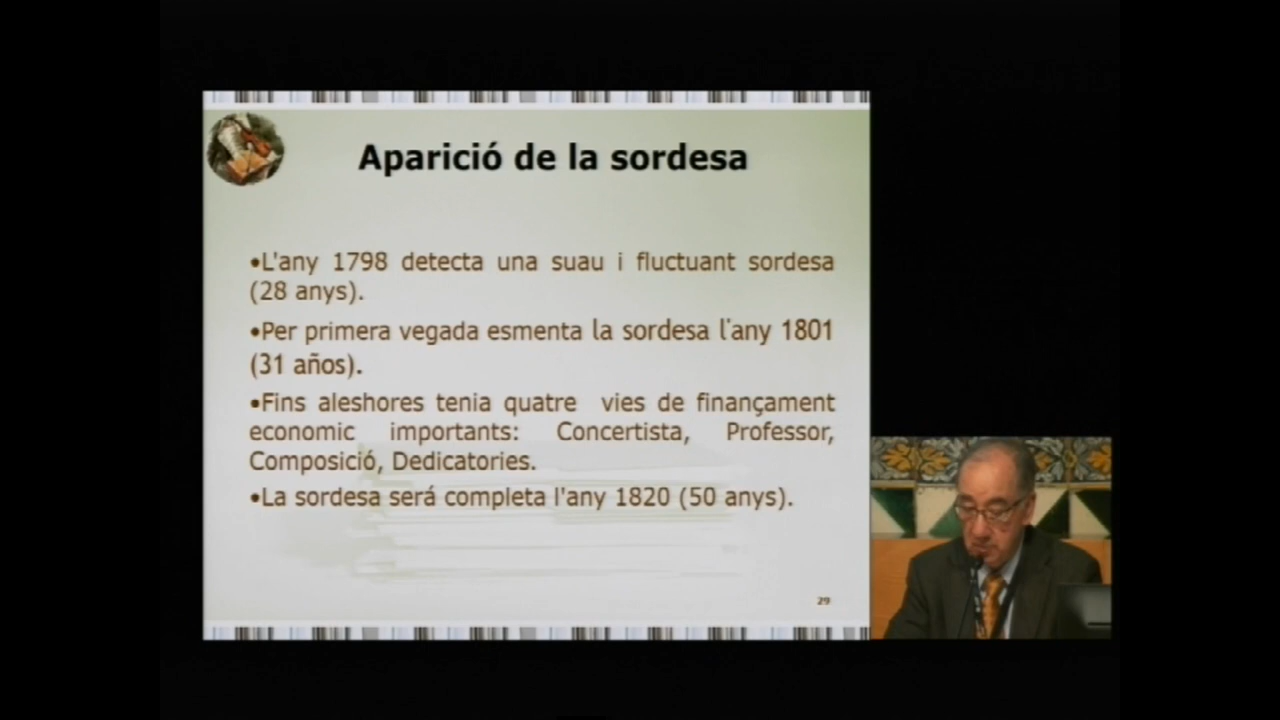 Aparició de la sordesa
•L'any 1798 detecta una suau i fluctuant sordesa
(28 anys).
•Per primera vegada esmenta la sordesa l'any 1801
(31 años).
•Fins aleshores tenia quatre vies de finançament
economic importants: Concertista, Professor,
Composició, Dedicatories.
•La sordesa será completa l'any 1820 (50 anys).
29